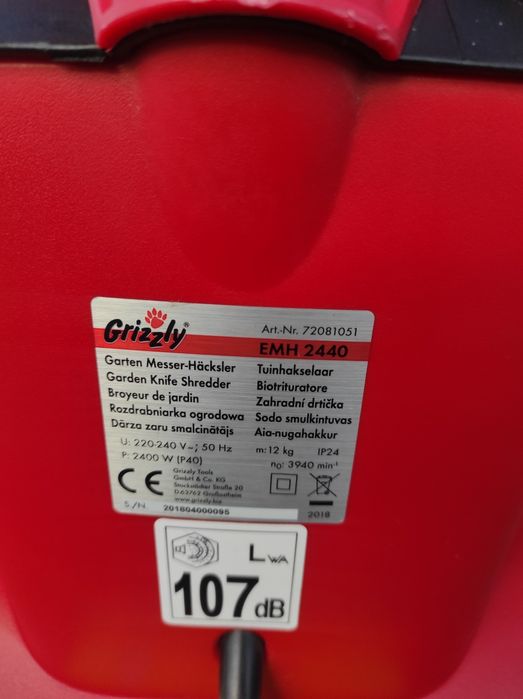 Grizzly®
Art.-Nr. 72081051
EMH 2440
Garten Messer-Häcksler
Garden Knife Shredder
Broyeur de jardin
Rozdrabniarka ogrodowa
Dārza zaru smalcinātājs
Tuinhakselaar
Biotrituratore
Zahradní drtička
Sodo smulkintuvas
Aia-nugahakkur
U: 220-240 V~; 50 Hz
P: 2400 W (P40)
m: 12 kg IP24
n₀: 3940 min⁻¹
CE
Grizzly Tools
GmbH & Co. KG
Stockstädter Straße 20
D-63762 Großostheim
www.grizzly.biz
S./N. 201804000095
2018
LWA
107 dB